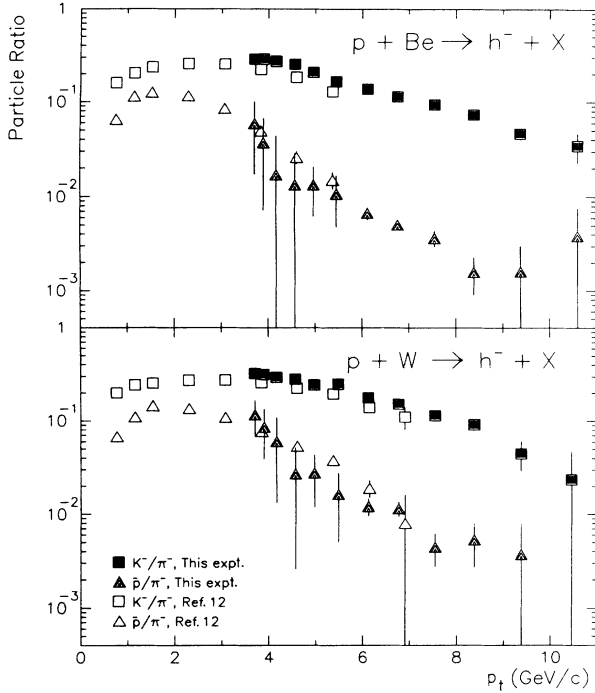 Particle Ratio
p + Be → h⁻ + X
1
10⁻¹
10⁻²
10⁻³
1
p + W → h⁻ + X
10⁻¹
10⁻²
10⁻³
K⁻/π⁻, This expt.
p̄/π⁻, This expt.
K⁻/π⁻, Ref. 12
p̄/π⁻, Ref. 12
0 2 4 6 8 10
pₜ (GeV/c)